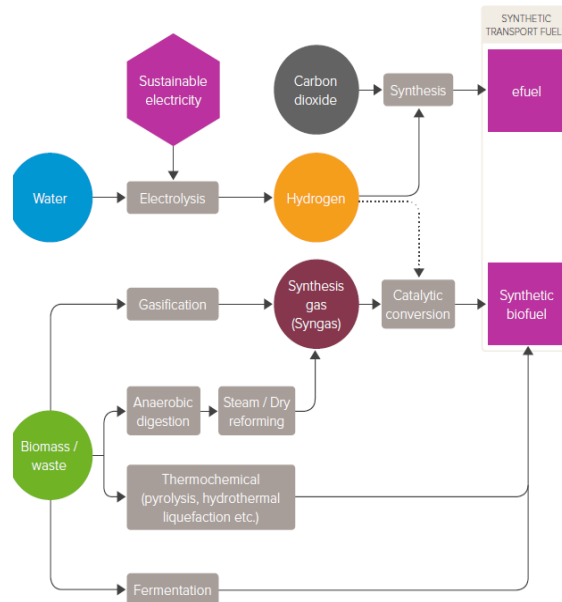 SYNTHETIC
TRANSPORT FUEL
Sustainable
electricity
Carbon
dioxide
Synthesis
efuel
Water
Electrolysis
Hydrogen
Gasification
Synthesis
gas
(Syngas)
Catalytic
conversion
Synthetic
biofuel
Anaerobic
digestion
Steam / Dry
reforming
Biomass /
waste
Thermochemical
(pyrolysis, hydrothermal
liquefaction etc.)
Fermentation